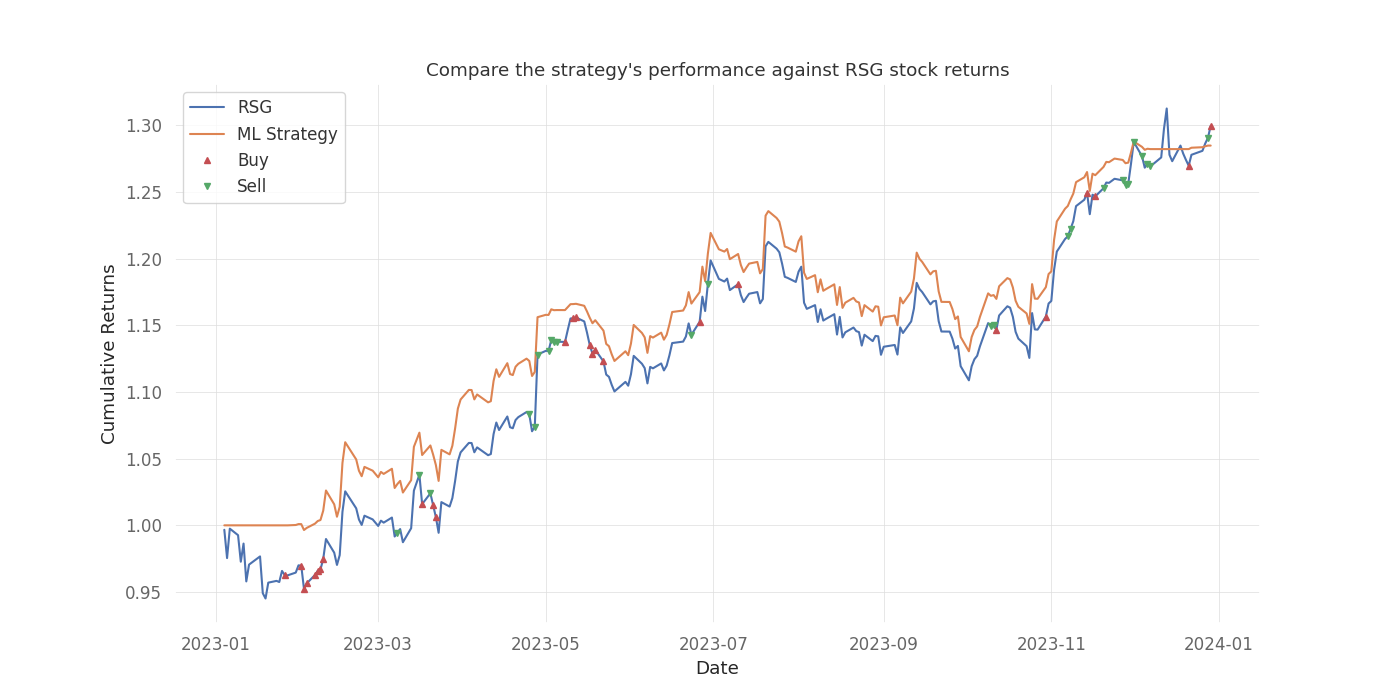 Compare the strategy's performance against RSG stock returns
RSG
ML Strategy
Buy
Sell
Cumulative Returns
1.30
1.25
1.20
1.15
1.10
1.05
1.00
0.95
2023-01
2023-03
2023-05
2023-07
2023-09
2023-11
2024-01
Date